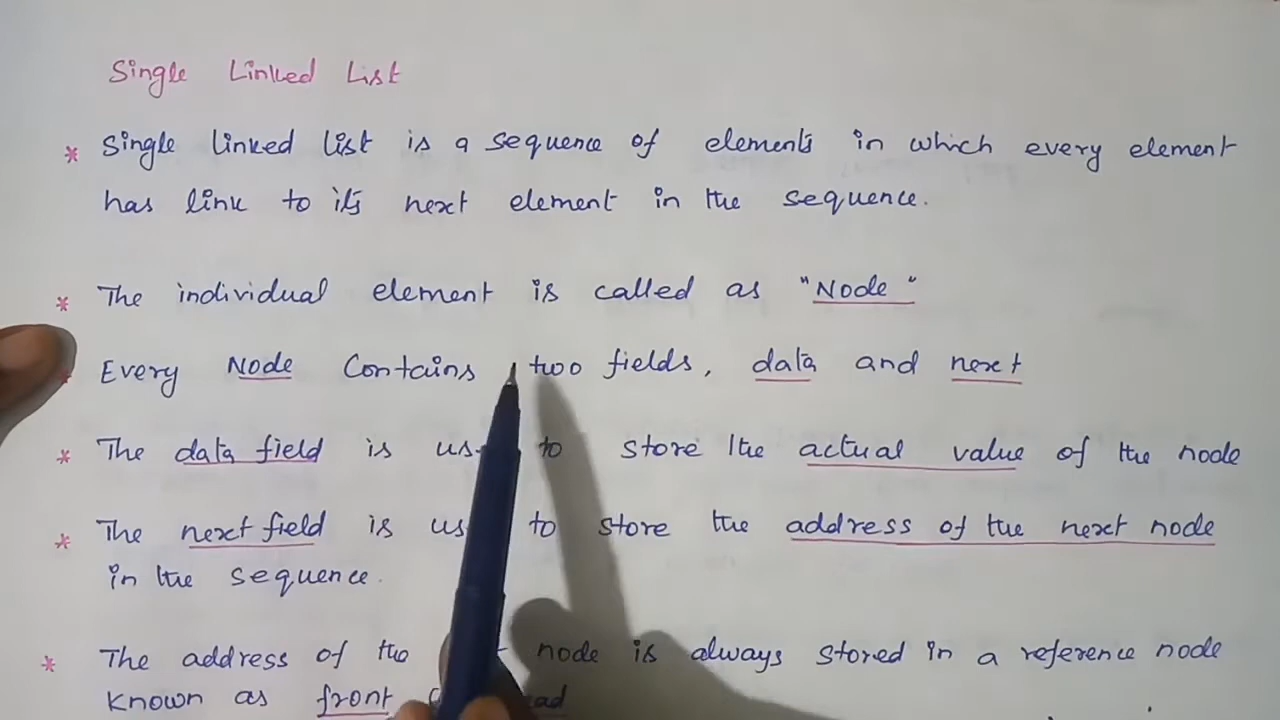 Single Linked List
* Single linked list is a sequence of elements in which every element
has link to it's next element in the sequence.
* The individual element is called as "Node"
* Every Node Contains two fields, data and next
* The data field is us to store the actual value of the node
* The next field is us to store the address of the next node
in the sequence.
* The address of the node is always stored in a reference node
known as front